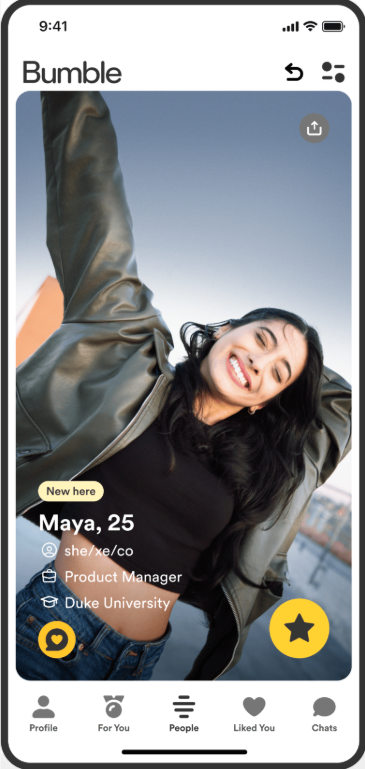 9:41
Bumble
New here
Maya, 25
she/xe/co
Product Manager
Duke University
Profile
For You
People
Liked You
Chats